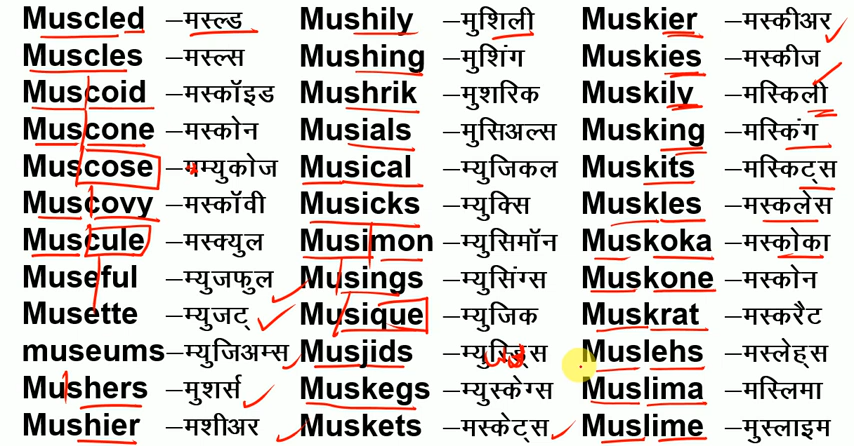 Muscled –मस्ल्ड
Muscles –मस्ल्स
Muscoid –मस्कॉइड
Muscone –मस्कोन
Muscose –मम्युकोज
Muscovy –मस्कॉवी
Muscule –मस्क्युल
Museful –म्युजफुल
Musette –म्युजट्
museums–म्युजिअम्स
Mushers –मुशर्स
Mushier –मशीअर
Mushily –मुशिली
Mushing –मुशिंग
Mushrik –मुशरिक
Musials –मुसिअल्स
Musical –म्युजिकल
Musicks –म्युक्सि
Musimon –म्युसिमॉन
Musings –म्युसिंग्स
Musique –म्युजिक
Musjids
Muskegs –म्युस्केग्स
Muskets –मस्केट्स
Muskier –मस्कीअर
Muskies –मस्कीज
Muskily –मस्किली
Musking –मस्किंग
Muskits –मस्किट्स
Muskles –मस्कलेस
Muskoka –मस्कोका
Muskone –मस्कोन
Muskrat –मस्करैट
Muslehs –मस्लेह्स
Muslima –मस्लिमा
Muslime –मुस्लाइम